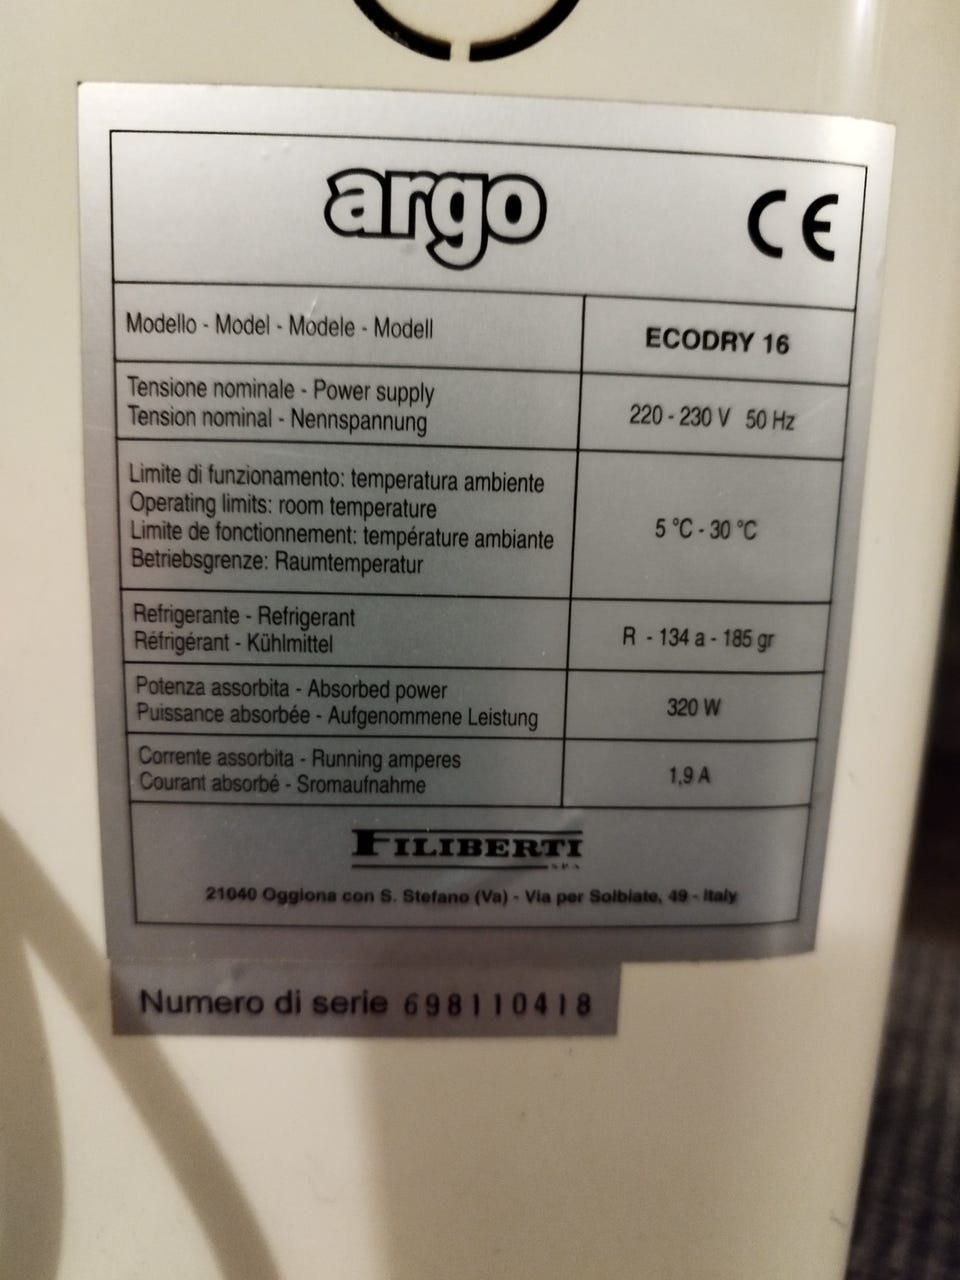 argo CE
Modello - Model - Modele - Modell
ECODRY 16
Tensione nominale - Power supply
Tension nominal - Nennspannung
220 - 230 V 50 Hz
Limite di funzionamento: temperatura ambiente
Operating limits: room temperature
Limite de fonctionnement: température ambiante
Betriebsgrenze: Raumtemperatur
5 °C - 30 °C
Refrigerante - Refrigerant
Réfrigérant - Kühlmittel
R - 134 a - 185 gr
Potenza assorbita - Absorbed power
Puissance absorbée - Aufgenommene Leistung
320 W
Corrente assorbita - Running amperes
Courant absorbé - Sromaufnahme
1,9 A
FILIBERTI
SPA
21040 Oggiona con S. Stefano (Va) - Via per Solbiate, 49 - Italy
Numero di serie 698110418